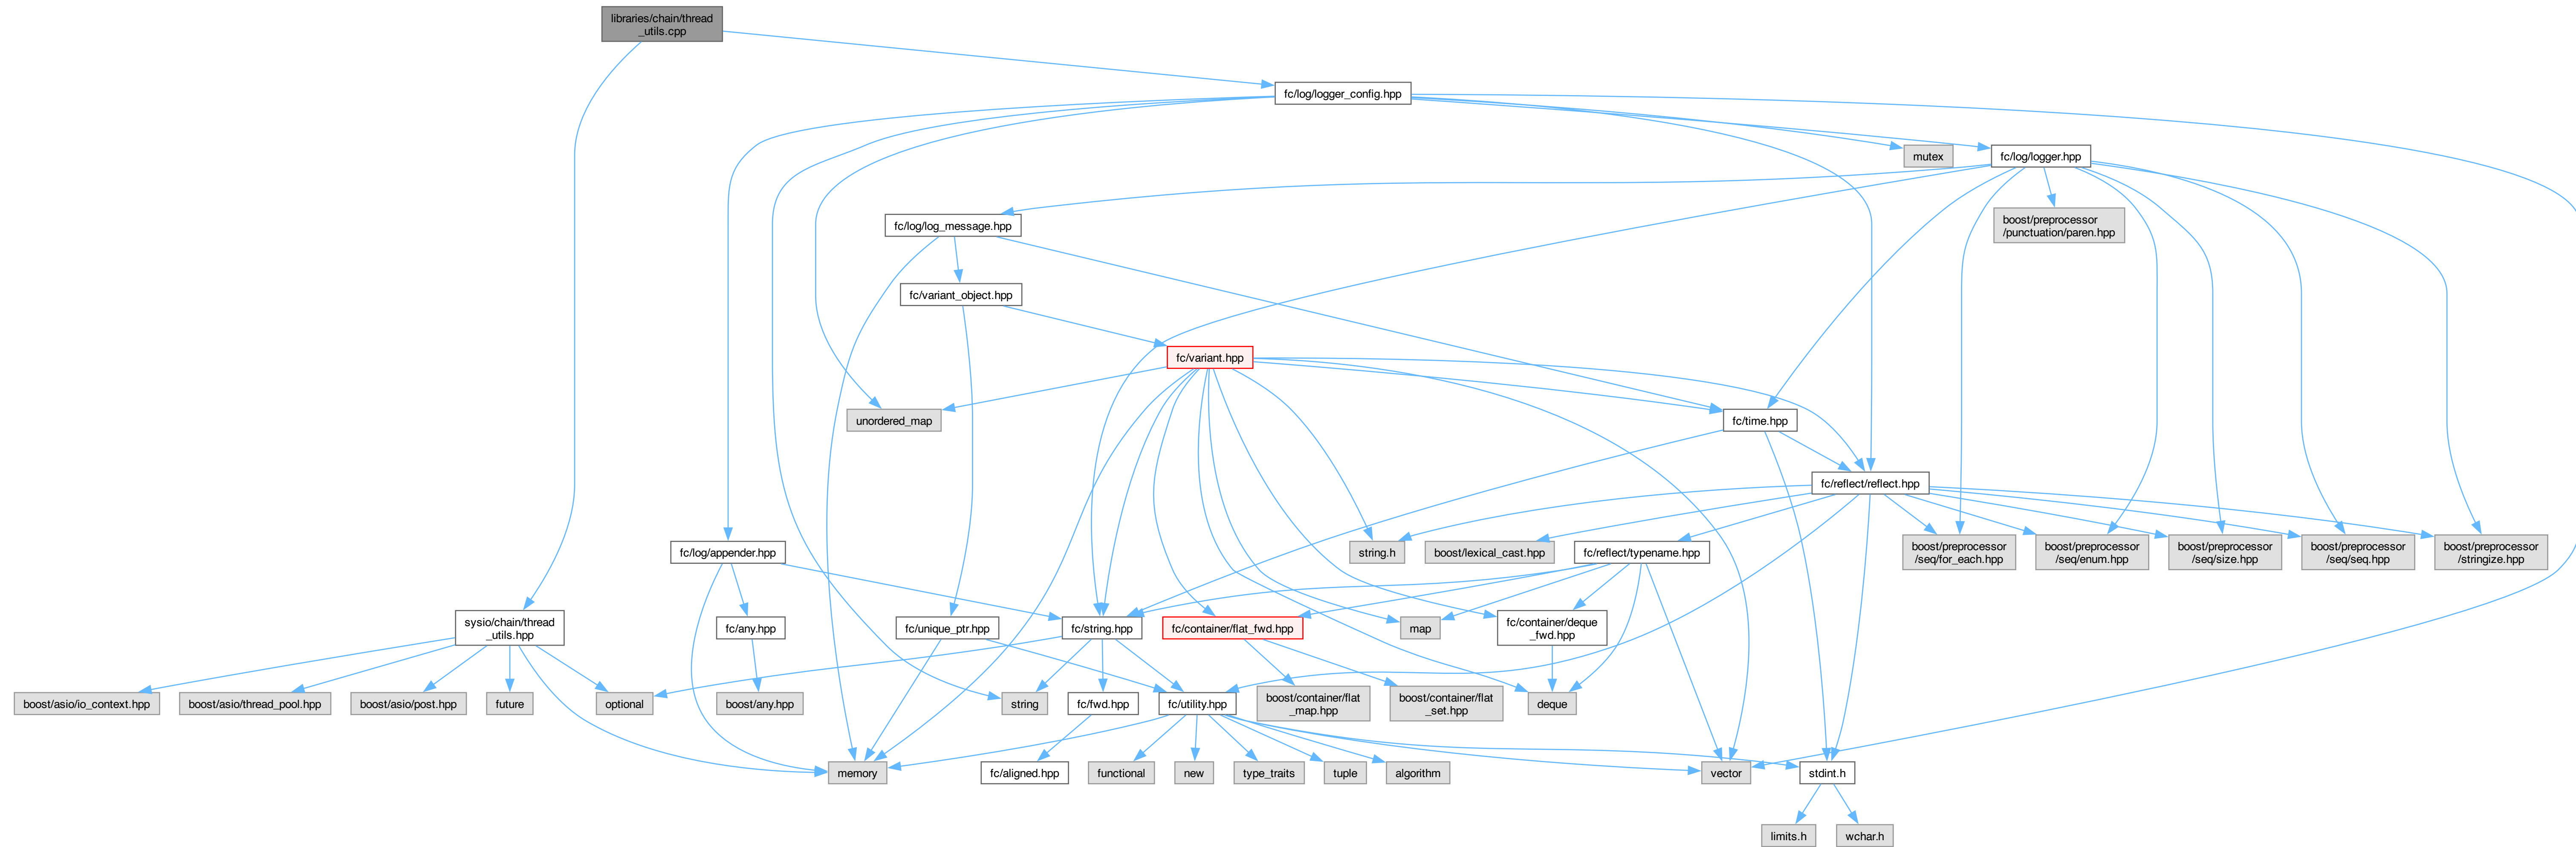 libraries/chain/thread
_utils.cpp
fc/log/logger_config.hpp
mutex
fc/log/logger.hpp
fc/log/log_message.hpp
boost/preprocessor
/punctuation/paren.hpp
fc/variant_object.hpp
fc/variant.hpp
unordered_map
fc/time.hpp
fc/reflect/reflect.hpp
fc/log/appender.hpp
string.h
boost/lexical_cast.hpp
fc/reflect/typename.hpp
boost/preprocessor
/seq/for_each.hpp
boost/preprocessor
/seq/enum.hpp
boost/preprocessor
/seq/size.hpp
boost/preprocessor
/seq/seq.hpp
boost/preprocessor
/stringize.hpp
sysio/chain/thread
_utils.hpp
fc/any.hpp
fc/unique_ptr.hpp
fc/string.hpp
fc/container/flat_fwd.hpp
map
fc/container/deque
_fwd.hpp
boost/asio/io_context.hpp
boost/asio/thread_pool.hpp
boost/asio/post.hpp
future
optional
boost/any.hpp
string
fc/fwd.hpp
fc/utility.hpp
boost/container/flat
_map.hpp
boost/container/flat
_set.hpp
deque
memory
fc/aligned.hpp
functional
new
type_traits
tuple
algorithm
vector
stdint.h
limits.h
wchar.h